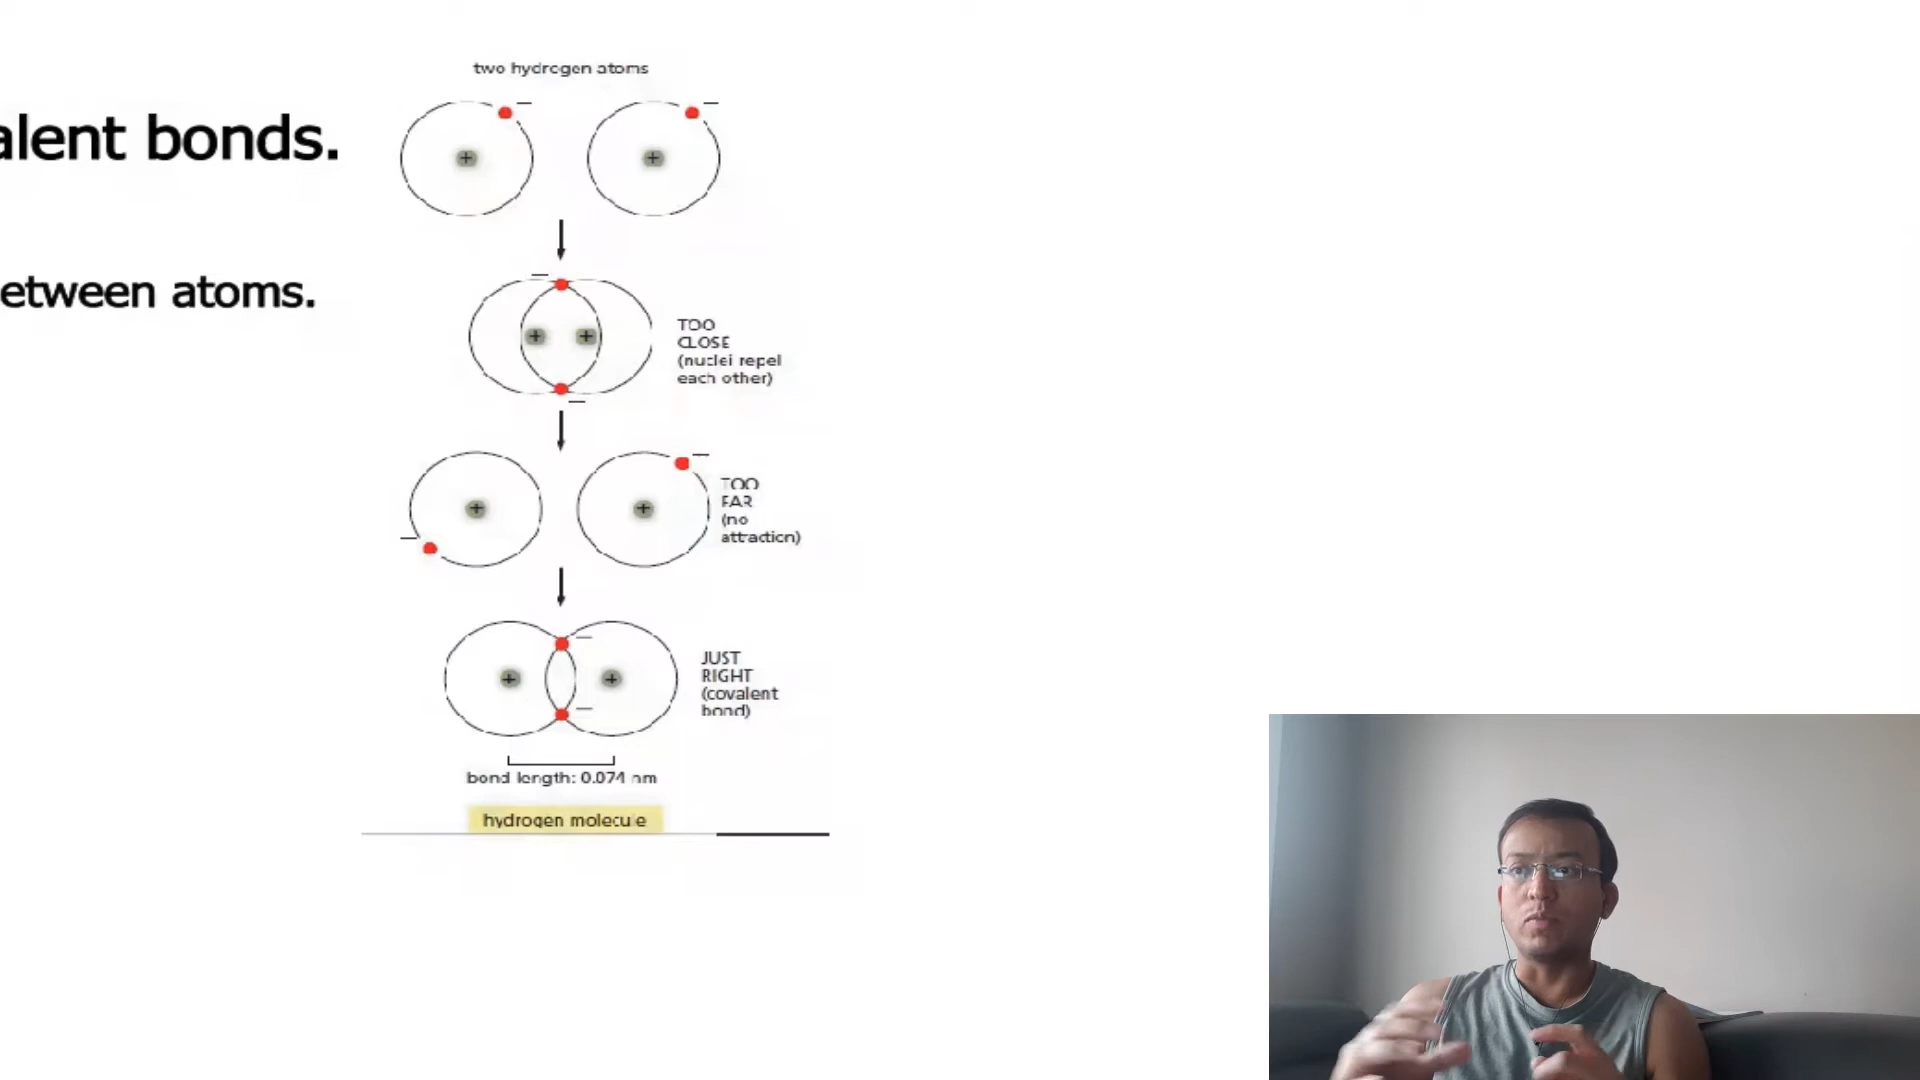 two hydrogen atoms
alent bonds.
etween atoms.
TOO
CLOSE
(nuclei repel
each other)
TOO
FAR
(no
attraction)
JUST
RIGHT
(covalent
bond)
bond length: 0.074 nm
hydrogen molecule